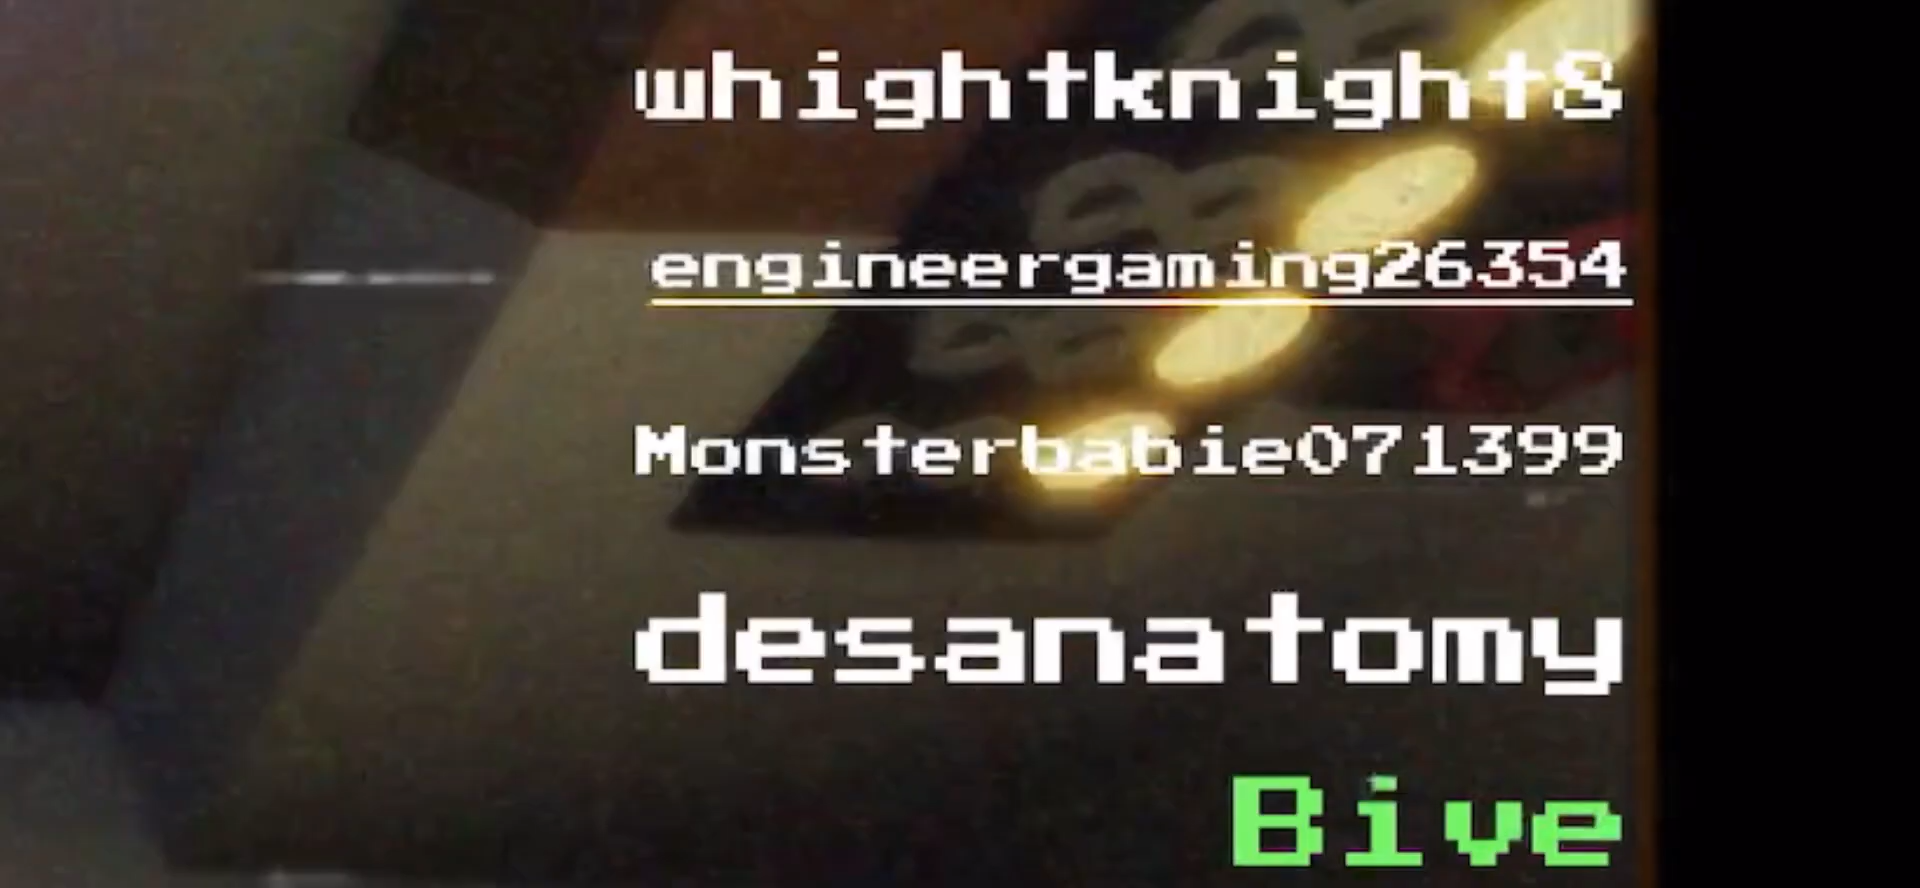 whightknight8
engineergaming26354
Monsterbabie071399
desanatomy
Bive